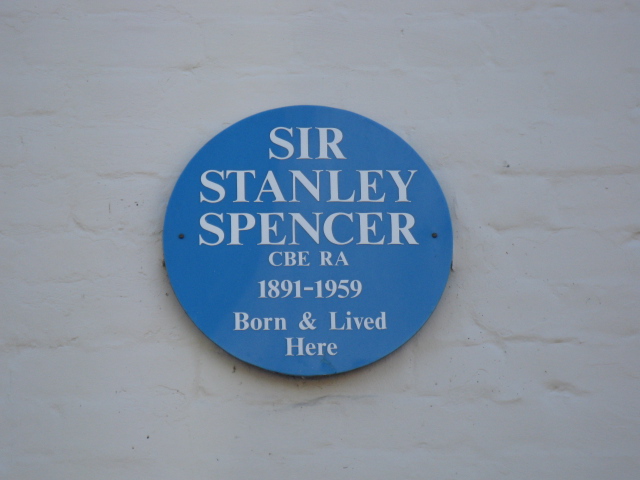 SIR
STANLEY
SPENCER
CBE RA
1891-1959
Born & Lived
Here